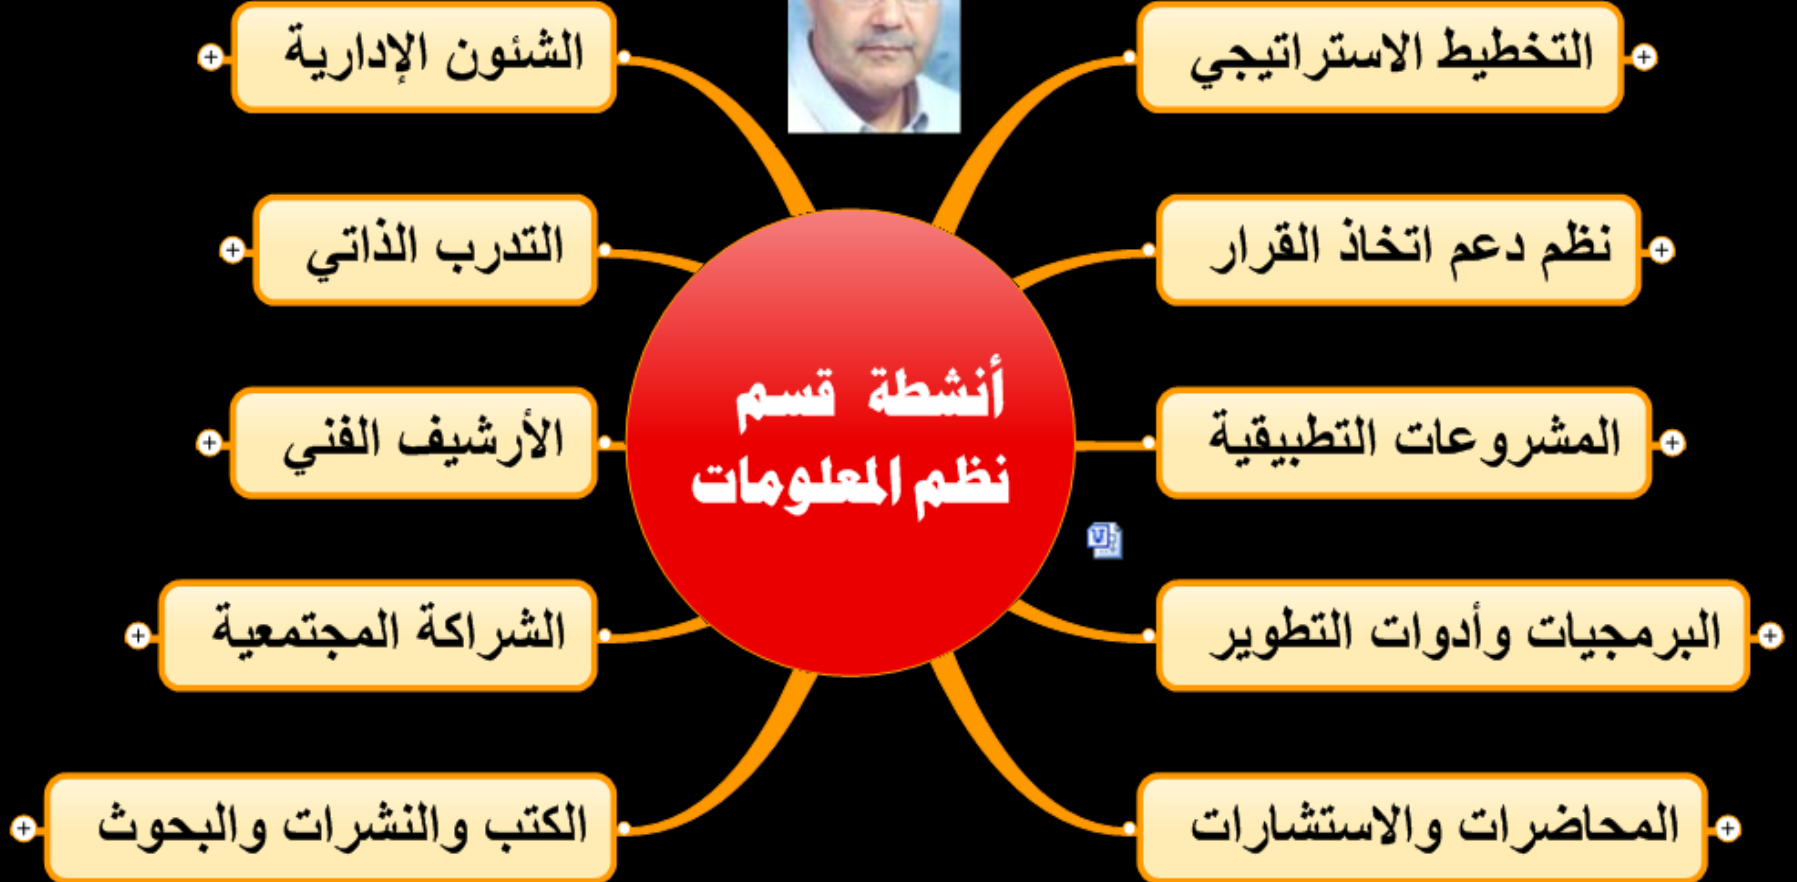 أنشطة قسم
نظم المعلومات
التخطيط الاستراتيجي
نظم دعم اتخاذ القرار
المشروعات التطبيقية
البرمجيات وأدوات التطوير
المحاضرات والاستشارات
الشئون الإدارية
التدرب الذاتي
الأرشيف الفني
الشراكة المجتمعية
الكتب والنشرات والبحوث